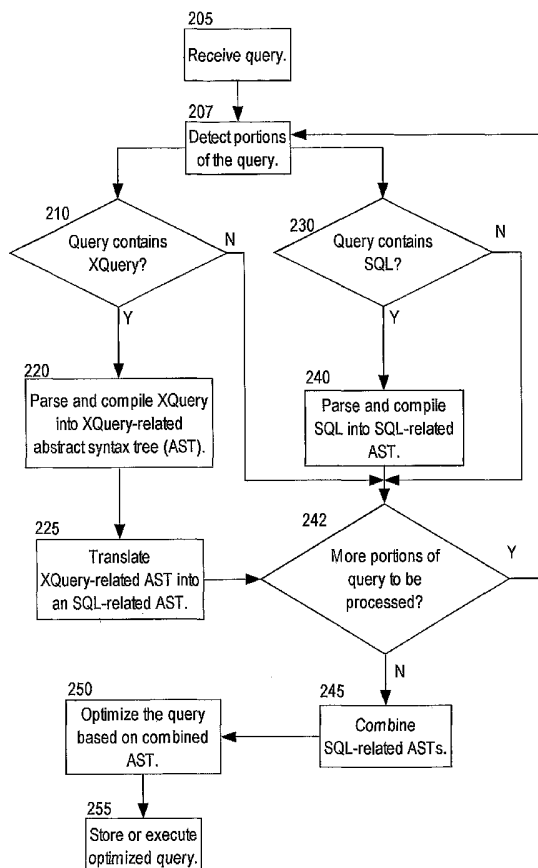 205
Receive query.
207
Detect portions
of the query.
210
Query contains
XQuery?
N
Y
230
Query contains
SQL?
N
Y
220
Parse and compile XQuery
into XQuery-related
abstract syntax tree (AST).
240
Parse and compile
SQL into SQL-related
AST.
225
Translate
XQuery-related AST into
an SQL-related AST.
242
More portions of
query to be
processed?
Y
N
245
Combine
SQL-related ASTs.
250
Optimize the query
based on combined
AST.
255
Store or execute
optimized query.